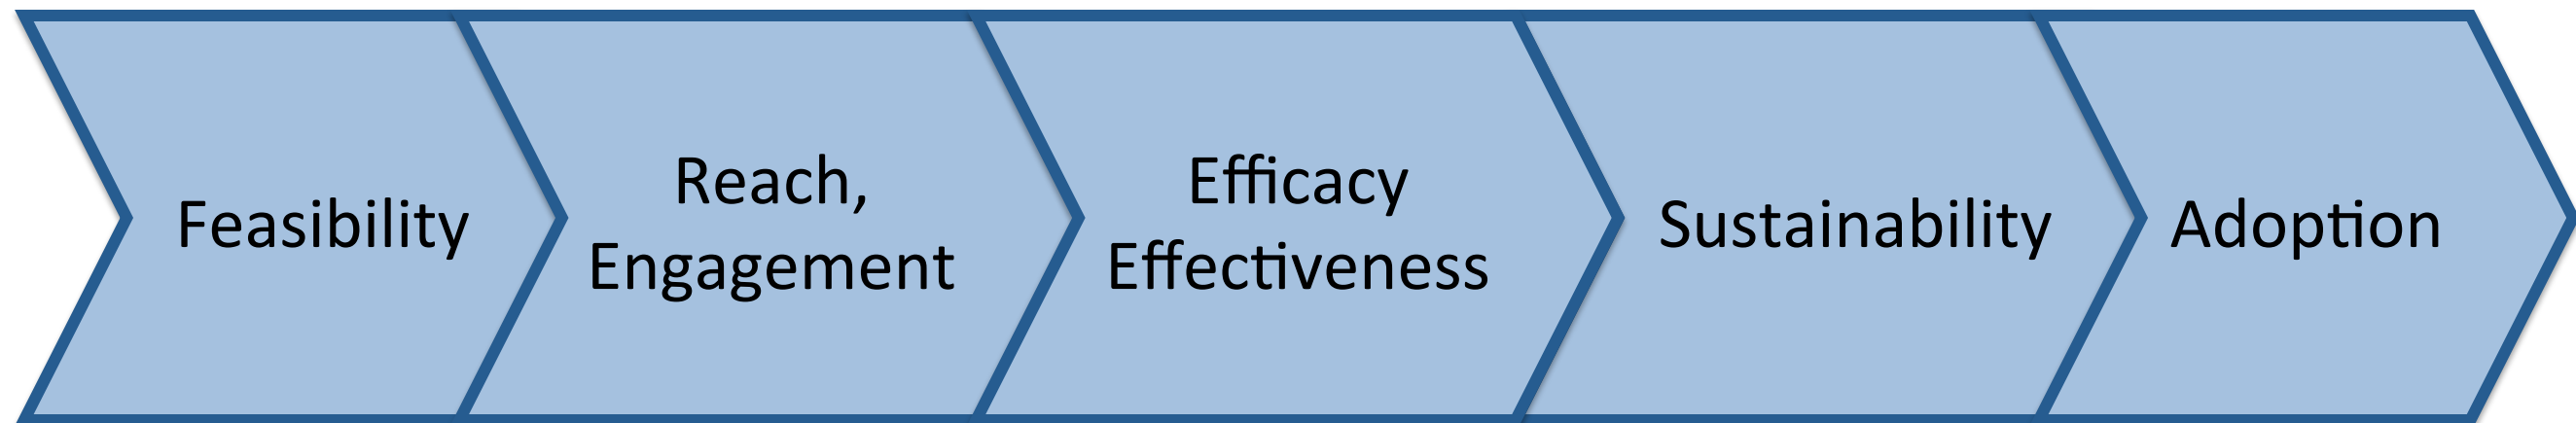 Feasibility
Reach,
Engagement
Efficacy
Effectiveness
Sustainability
Adoption